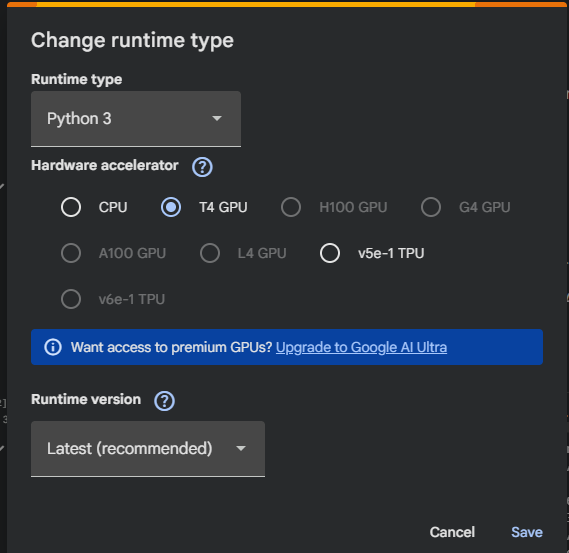 Change runtime type
Runtime type
Python 3
Hardware accelerator ?
CPU T4 GPU H100 GPU G4 GPU
A100 GPU L4 GPU v5e-1 TPU
v6e-1 TPU
Want access to premium GPUs? Upgrade to Google AI Ultra
Runtime version ?
Latest (recommended)
Cancel Save